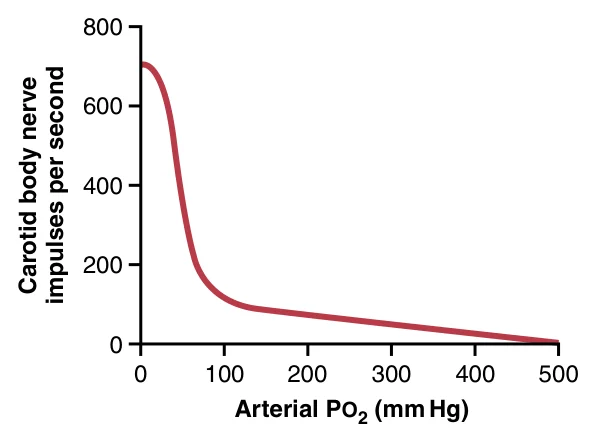 800
600
400
200
0
Carotid body nerve
impulses per second
0 100 200 300 400 500
Arterial PO₂ (mm Hg)